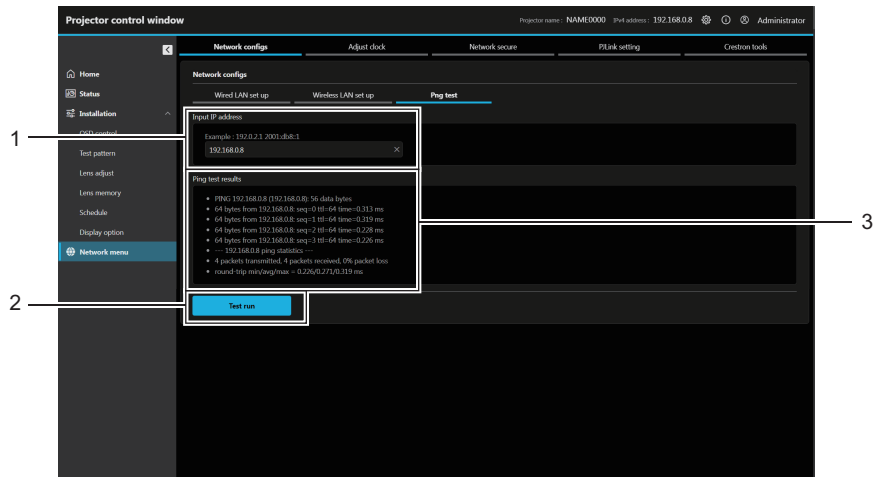 Projector control window
Projector name : NAME0000 IPv4 address : 192.168.0.8 Administrator
Network configs Adjust clock Network secure PJLink setting Crestron tools
Home
Status
Installation
OSD control
Test pattern
Lens adjust
Lens memory
Schedule
Display option
Network menu
Network configs
Wired LAN set up Wireless LAN set up Png test
Input IP address
Example : 192.0.2.1 2001:db8::1
192.168.0.8
Ping test results
PING 192.168.0.8 (192.168.0.8): 56 data bytes
64 bytes from 192.168.0.8: seq=0 ttl=64 time=0.313 ms
64 bytes from 192.168.0.8: seq=1 ttl=64 time=0.319 ms
64 bytes from 192.168.0.8: seq=2 ttl=64 time=0.228 ms
64 bytes from 192.168.0.8: seq=3 ttl=64 time=0.226 ms
--- 192.168.0.8 ping statistics ---
4 packets transmitted, 4 packets received, 0% packet loss
round-trip min/avg/max = 0.226/0.271/0.319 ms
Test run
1
2
3